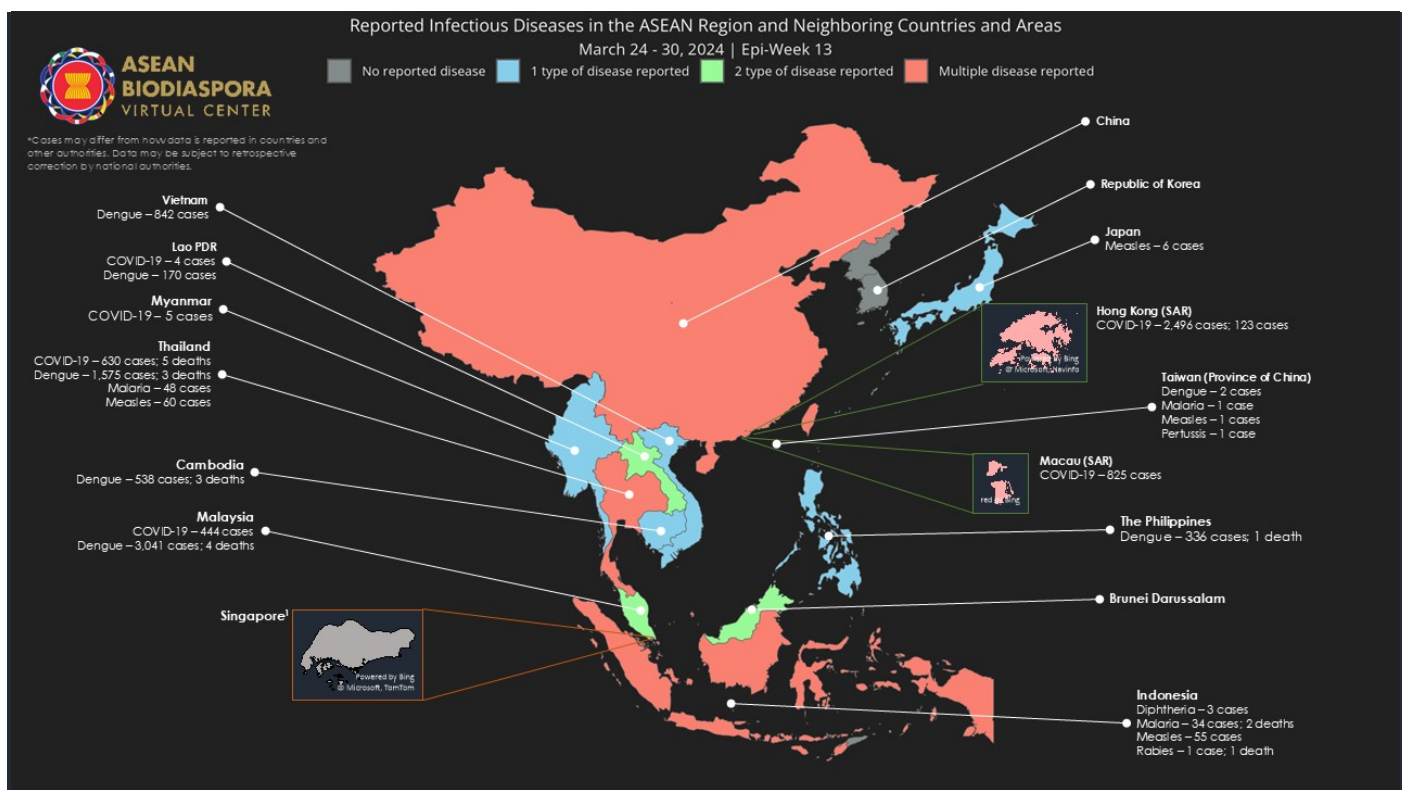 Reported Infectious Diseases in the ASEAN Region and Neighboring Countries and Areas
March 24 - 30, 2024 | Epi-Week 13
No reported disease
1 type of disease reported
2 type of disease reported
Multiple disease reported
ASEAN
BIODIASPORA
VIRTUAL CENTER
*Cases may differ from how data is reported in countries and
other authorities. Data may be subject to retrospective
correction by national authorities.
Vietnam
Dengue – 842 cases
Lao PDR
COVID-19 – 4 cases
Dengue – 170 cases
Myanmar
COVID-19 – 5 cases
Thailand
COVID-19 – 630 cases; 5 deaths
Dengue – 1,575 cases; 3 deaths
Malaria – 48 cases
Measles – 60 cases
Cambodia
Dengue – 538 cases; 3 deaths
Malaysia
COVID-19 – 444 cases
Dengue – 3,041 cases; 4 deaths
Singapore¹
Powered by Bing
© Microsoft, TomTom
China
Republic of Korea
Japan
Measles – 6 cases
Hong Kong (SAR)
COVID-19 – 2,496 cases; 123 cases
Powered by Bing
© Microsoft, Navinfo
Taiwan (Province of China)
Dengue – 2 cases
Malaria – 1 case
Measles – 1 cases
Pertussis – 1 case
Macau (SAR)
COVID-19 – 825 cases
red Bing
The Philippines
Dengue – 336 cases; 1 death
Brunei Darussalam
Indonesia
Diphtheria – 3 cases
Malaria – 34 cases; 2 deaths
Measles – 55 cases
Rabies – 1 case; 1 death